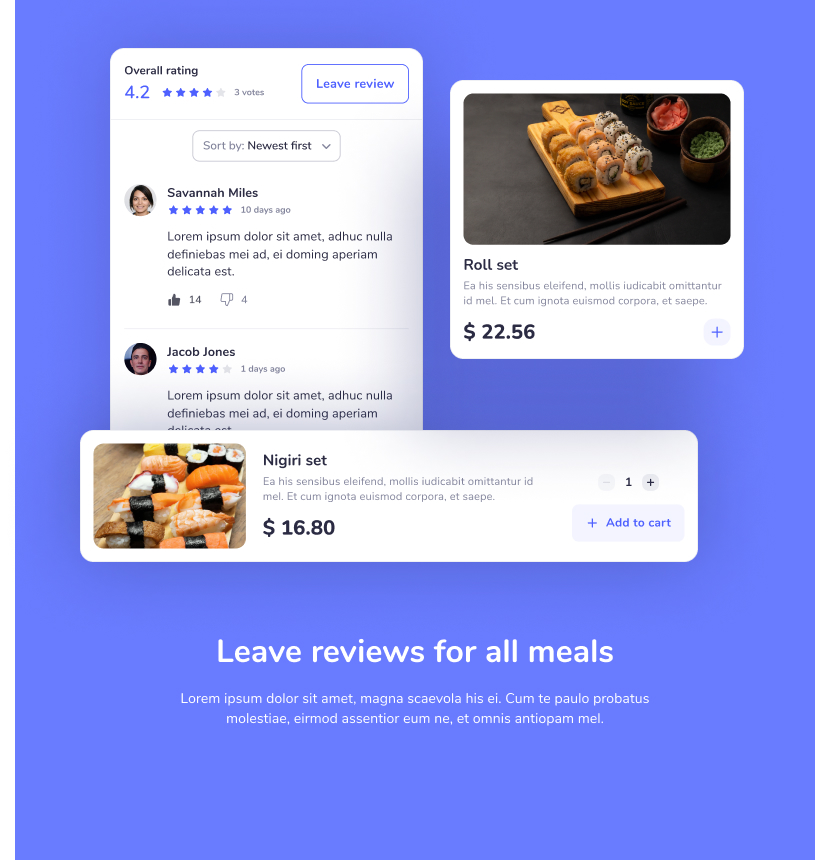 Overall rating
4.2 3 votes
Leave review
Sort by: Newest first
Savannah Miles
10 days ago
Lorem ipsum dolor sit amet, adhuc nulla
definiebas mei ad, ei doming aperiam
delicata est.
14 4
Jacob Jones
1 days ago
Lorem ipsum dolor sit amet, adhuc nulla
definiebas mei ad, ei doming aperiam
delicata est.
Roll set
Ea his sensibus eleifend, mollis iudicabit omittantur
id mel. Et cum ignota euismod corpora, et saepe.
$ 22.56
+
Nigiri set
Ea his sensibus eleifend, mollis iudicabit omittantur id
mel. Et cum ignota euismod corpora, et saepe.
$ 16.80
− 1 +
+ Add to cart
Leave reviews for all meals
Lorem ipsum dolor sit amet, magna scaevola his ei. Cum te paulo probatus
molestiae, eirmod assentior eum ne, et omnis antiopam mel.